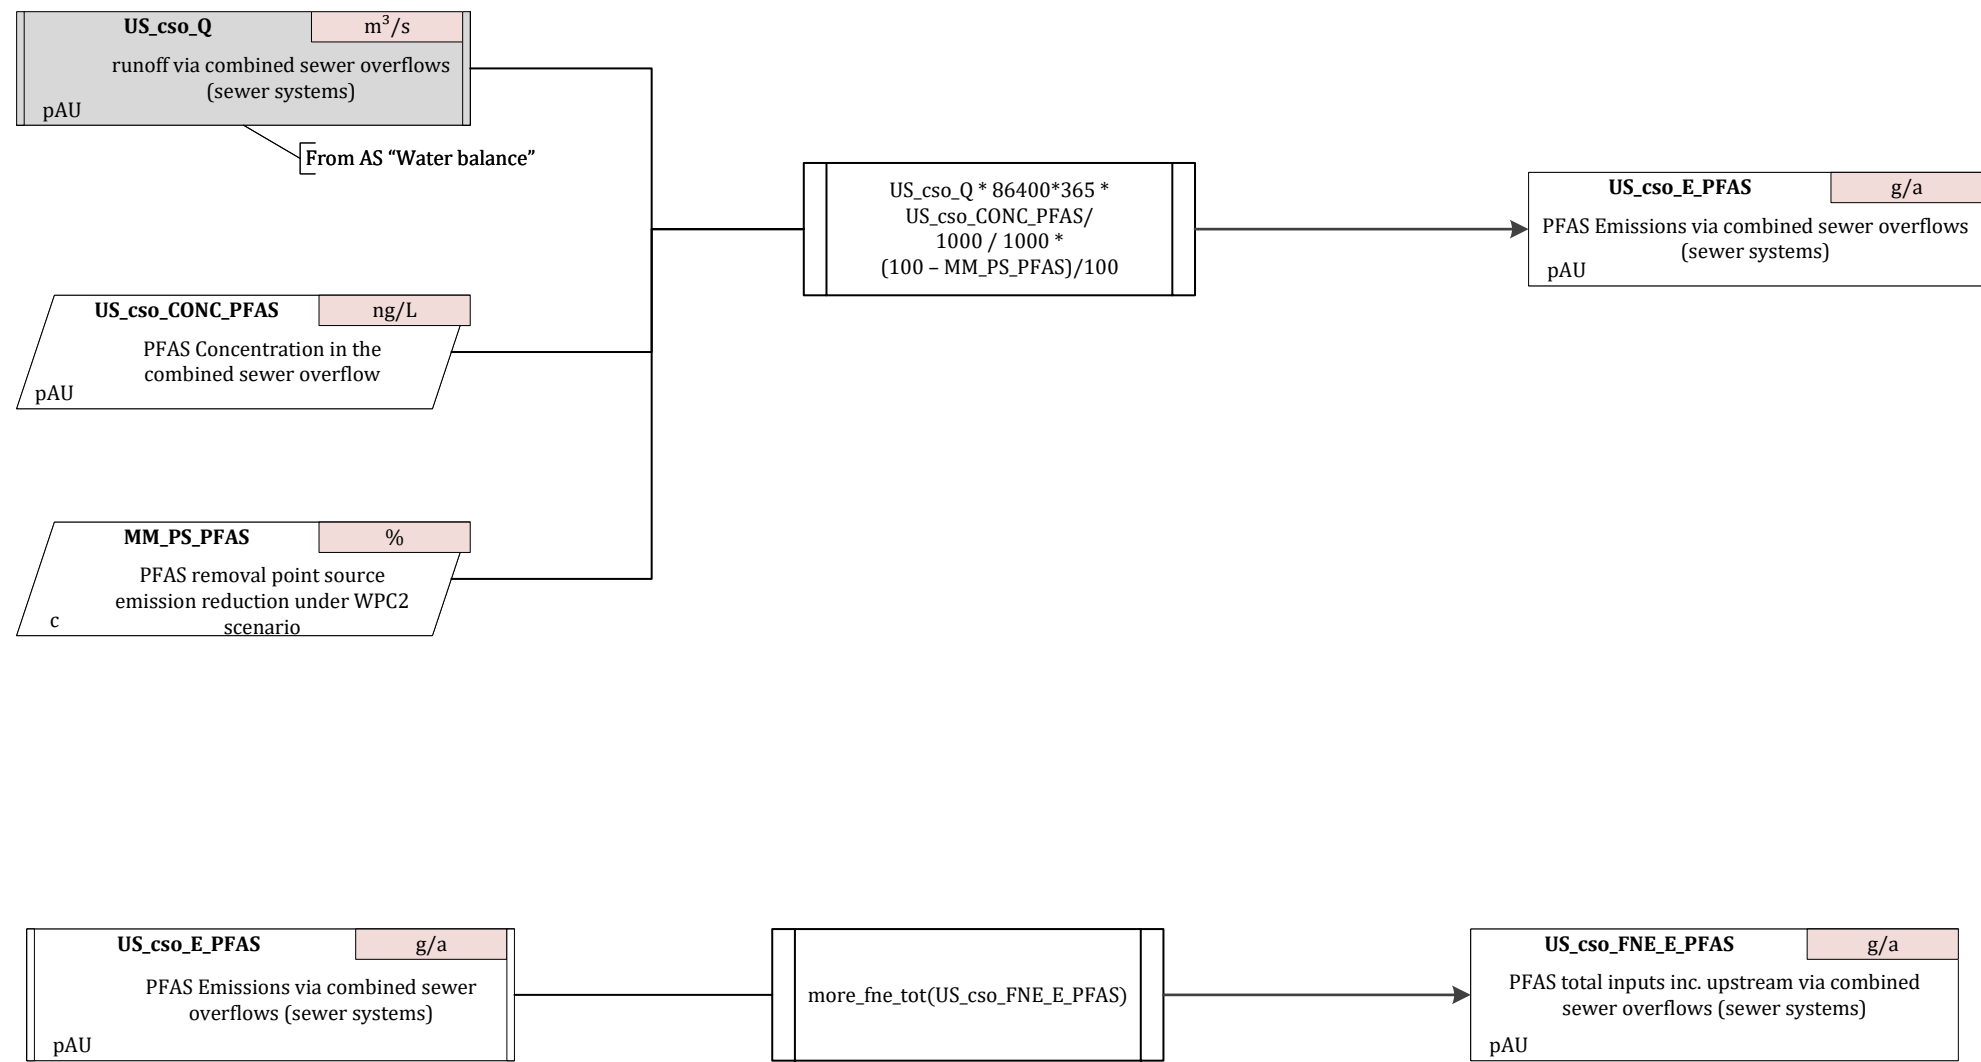 US_cso_Q
m³/s
runoff via combined sewer overflows
(sewer systems)
pAU
From AS “Water balance”
US_cso_CONC_PFAS
ng/L
PFAS Concentration in the
combined sewer overflow
pAU
MM_PS_PFAS
%
PFAS removal point source
emission reduction under WPC2
scenario
c
US_cso_Q * 86400*365 *
US_cso_CONC_PFAS/
1000 / 1000 *
(100 – MM_PS_PFAS)/100
US_cso_E_PFAS
g/a
PFAS Emissions via combined sewer overflows
(sewer systems)
pAU
US_cso_E_PFAS
g/a
PFAS Emissions via combined sewer
overflows (sewer systems)
pAU
more_fne_tot(US_cso_FNE_E_PFAS)
US_cso_FNE_E_PFAS
g/a
PFAS total inputs inc. upstream via combined
sewer overflows (sewer systems)
pAU